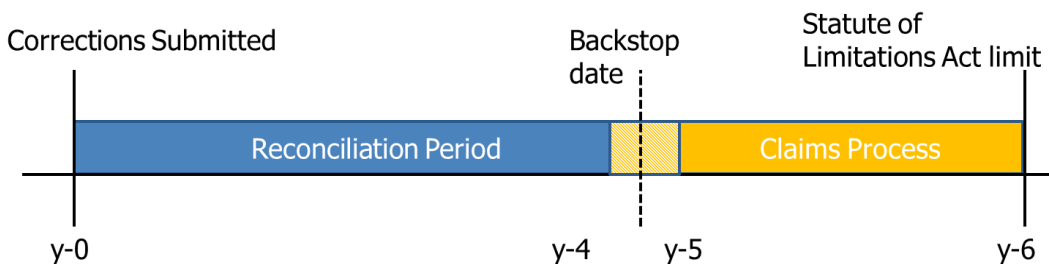 Corrections Submitted
Backstop
date
Statute of
Limitations Act limit
Reconciliation Period
Claims Process
y-0
y-4
y-5
y-6